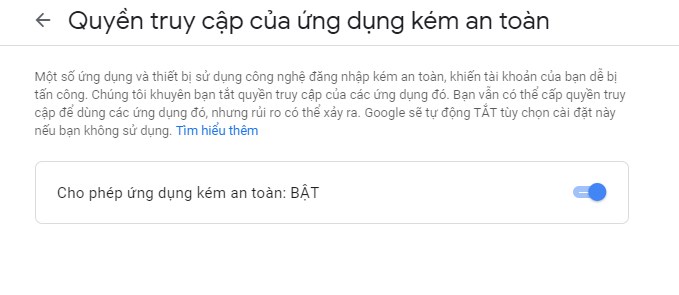 Quyền truy cập của ứng dụng kém an toàn
Một số ứng dụng và thiết bị sử dụng công nghệ đăng nhập kém an toàn, khiến tài khoản của bạn dễ bị
tấn công. Chúng tôi khuyên bạn tắt quyền truy cập của các ứng dụng đó. Bạn vẫn có thể cấp quyền truy
cập để dùng các ứng dụng đó, nhưng rủi ro có thể xảy ra. Google sẽ tự động TẮT tùy chọn cài đặt này
nếu bạn không sử dụng. Tìm hiểu thêm
Cho phép ứng dụng kém an toàn: BẬT